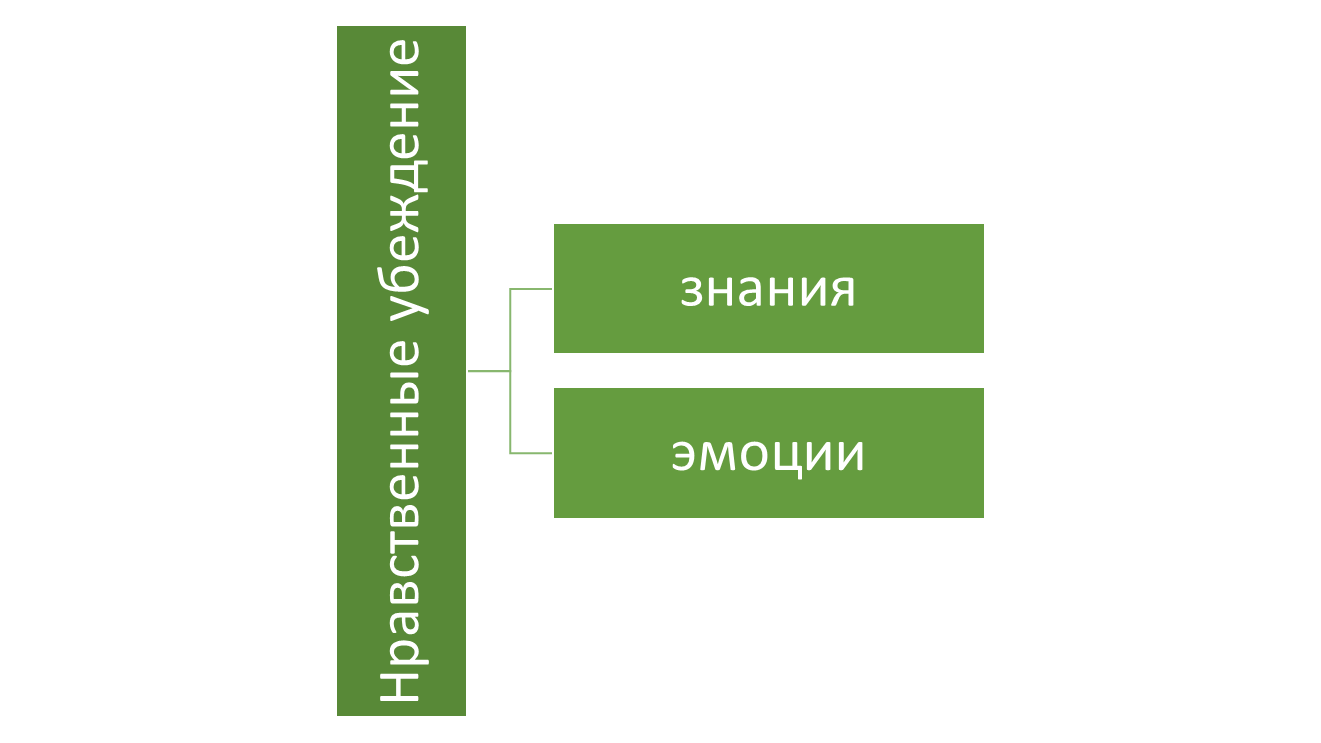 Нравственные убеждение
знания
эмоции